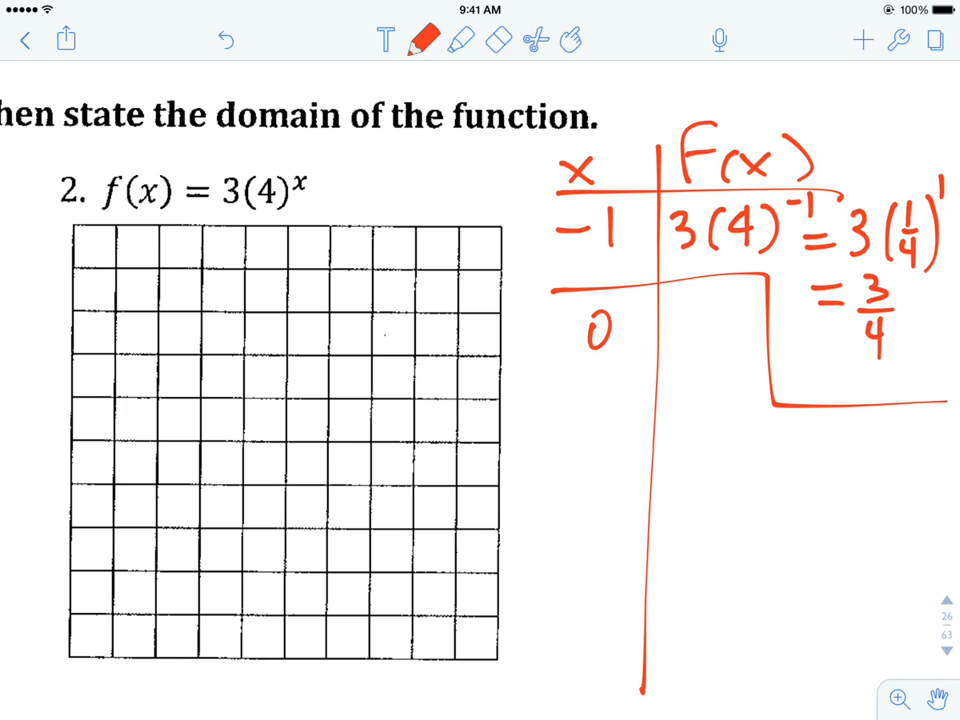 9:41 AM
100%
T
hen state the domain of the function.
2. f(x) = 3(4)^x
x F(x)
-1 3(4)^-1 = 3(1/4)^1
= 3/4
0
26
63